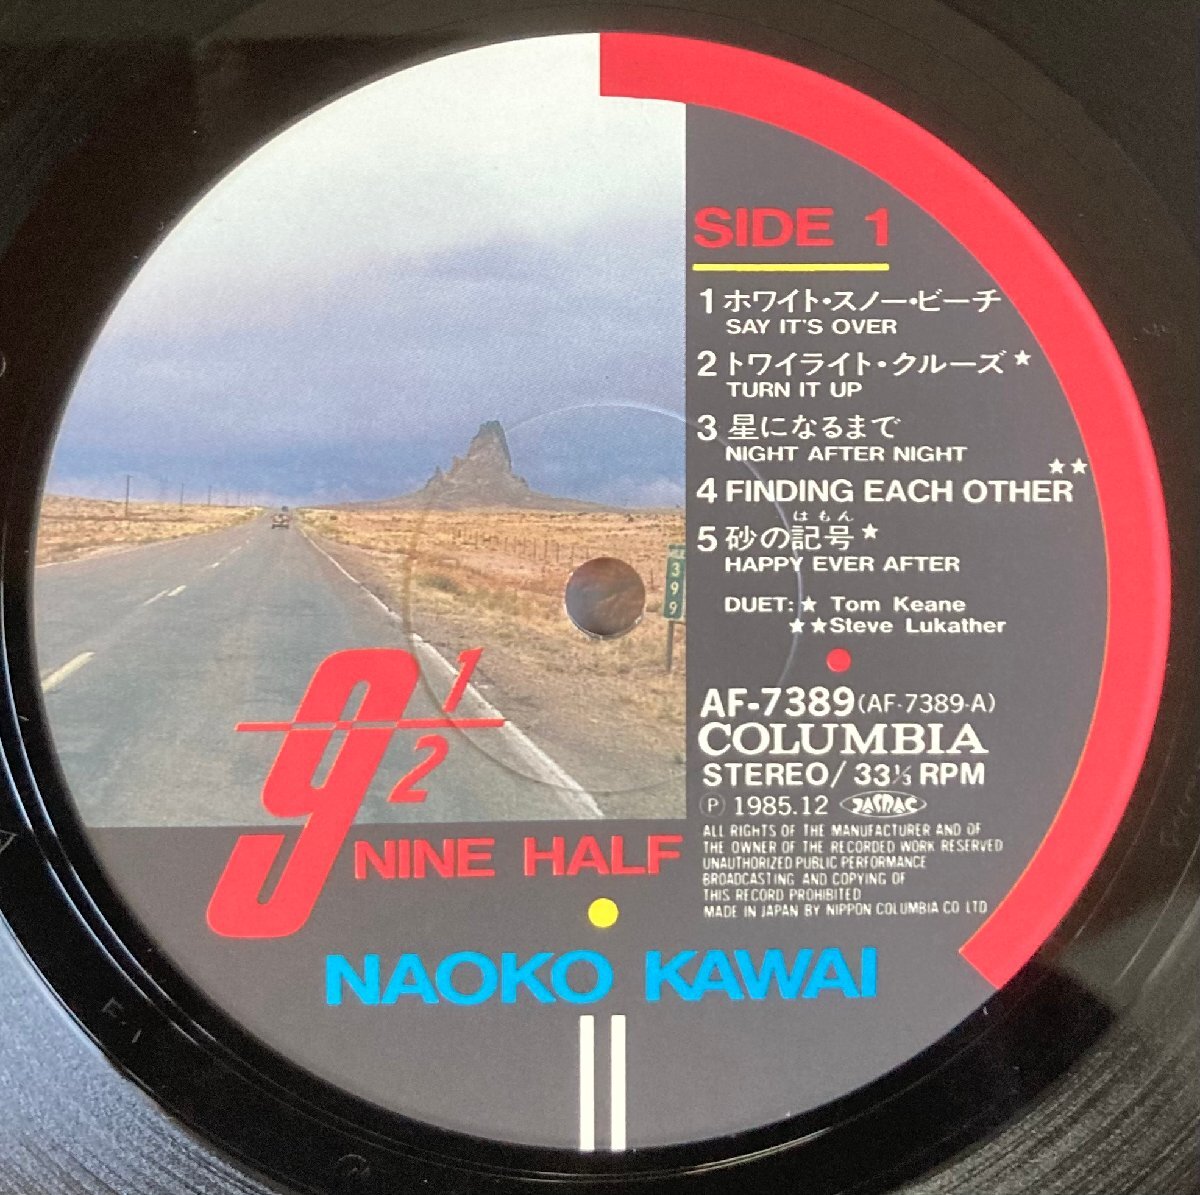 SIDE 1
1 ホワイト・スノー・ビーチ
SAY IT'S OVER
2 トワイライト・クルーズ★
TURN IT UP
3 星になるまで
NIGHT AFTER NIGHT
4 FINDING EACH OTHER★★
はもん
5 砂の記号★
HAPPY EVER AFTER
DUET: ★ Tom Keane
★★Steve Lukather
AF-7389(AF-7389-A)
COLUMBIA
STEREO/33⅓ RPM
Ⓟ 1985.12 JASRAC
ALL RIGHTS OF THE MANUFACTURER AND OF
THE OWNER OF THE RECORDED WORK RESERVED
UNAUTHORIZED PUBLIC PERFORMANCE
BROADCASTING AND COPYING OF
THIS RECORD PROHIBITED
MADE IN JAPAN BY NIPPON COLUMBIA CO LTD
MILE
399
9 1/2
NINE HALF
NAOKO KAWAI